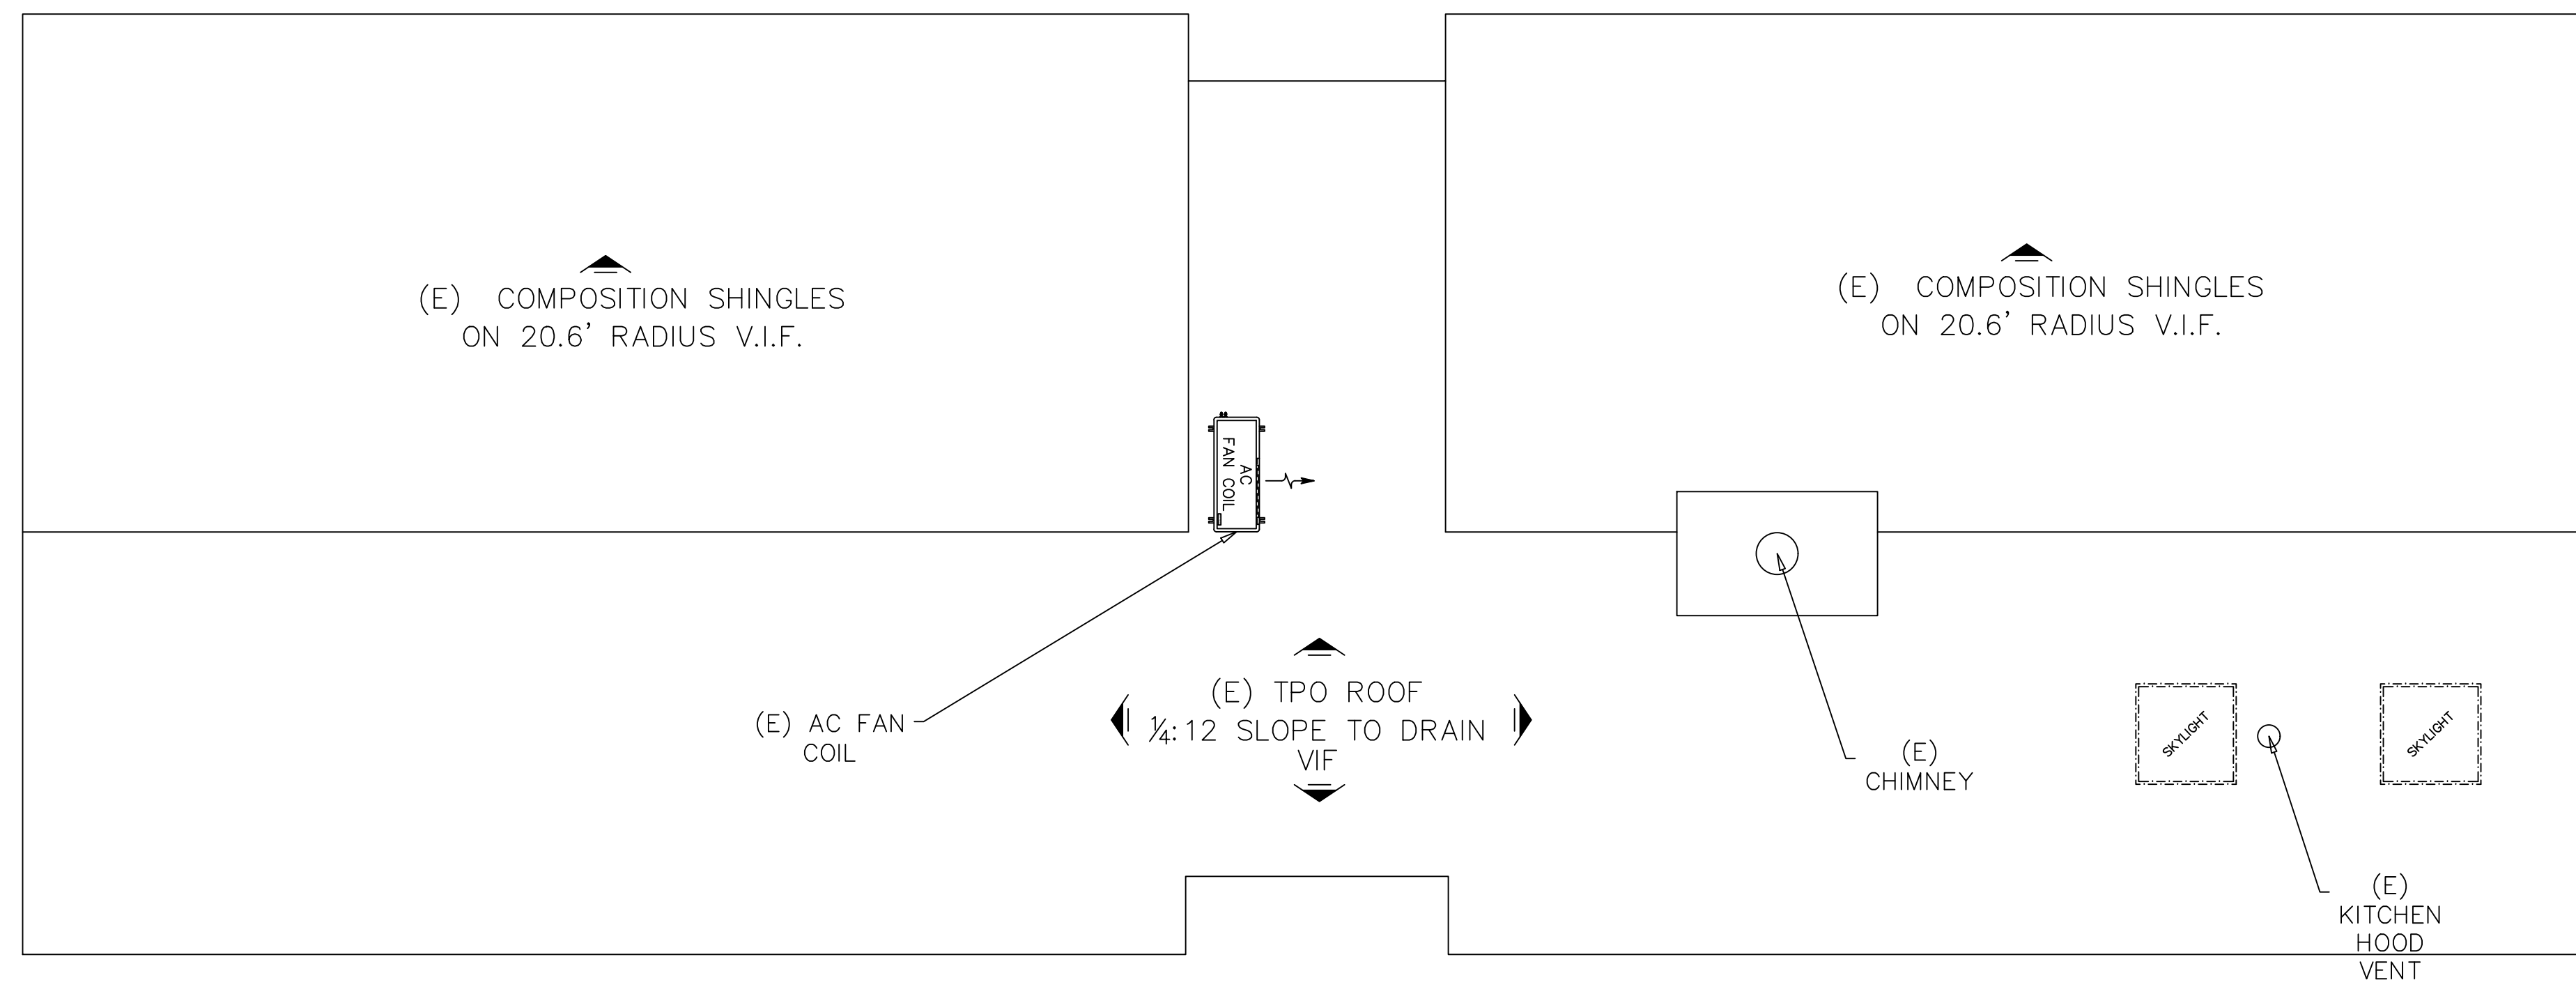 (E) COMPOSITION SHINGLES
ON 20.6' RADIUS V.I.F.
(E) COMPOSITION SHINGLES
ON 20.6' RADIUS V.I.F.
AC
FAN COIL
(E) AC FAN
COIL
(E) TPO ROOF
¼:12 SLOPE TO DRAIN
VIF
(E)
CHIMNEY
SKYLIGHT
SKYLIGHT
(E)
KITCHEN
HOOD
VENT